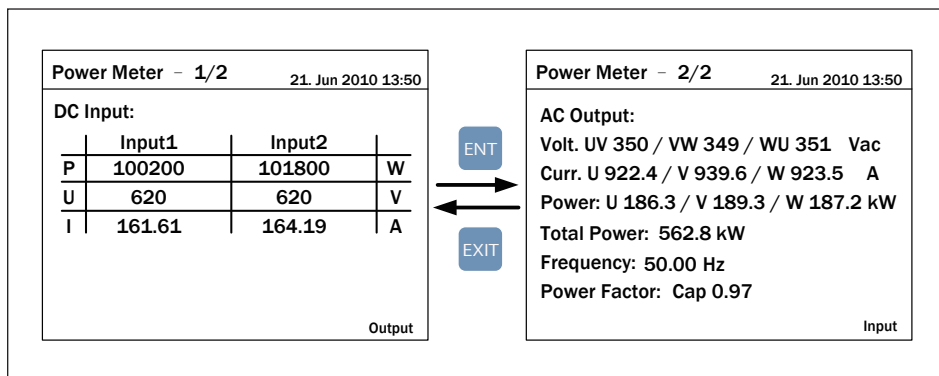 Power Meter – 1/2 21. Jun 2010 13:50
DC Input:
Input1 Input2
P 100200 101800 W
U 620 620 V
I 161.61 164.19 A
Output
ENT
EXIT
Power Meter – 2/2 21. Jun 2010 13:50
AC Output:
Volt. UV 350 / VW 349 / WU 351 Vac
Curr. U 922.4 / V 939.6 / W 923.5 A
Power: U 186.3 / V 189.3 / W 187.2 kW
Total Power: 562.8 kW
Frequency: 50.00 Hz
Power Factor: Cap 0.97
Input